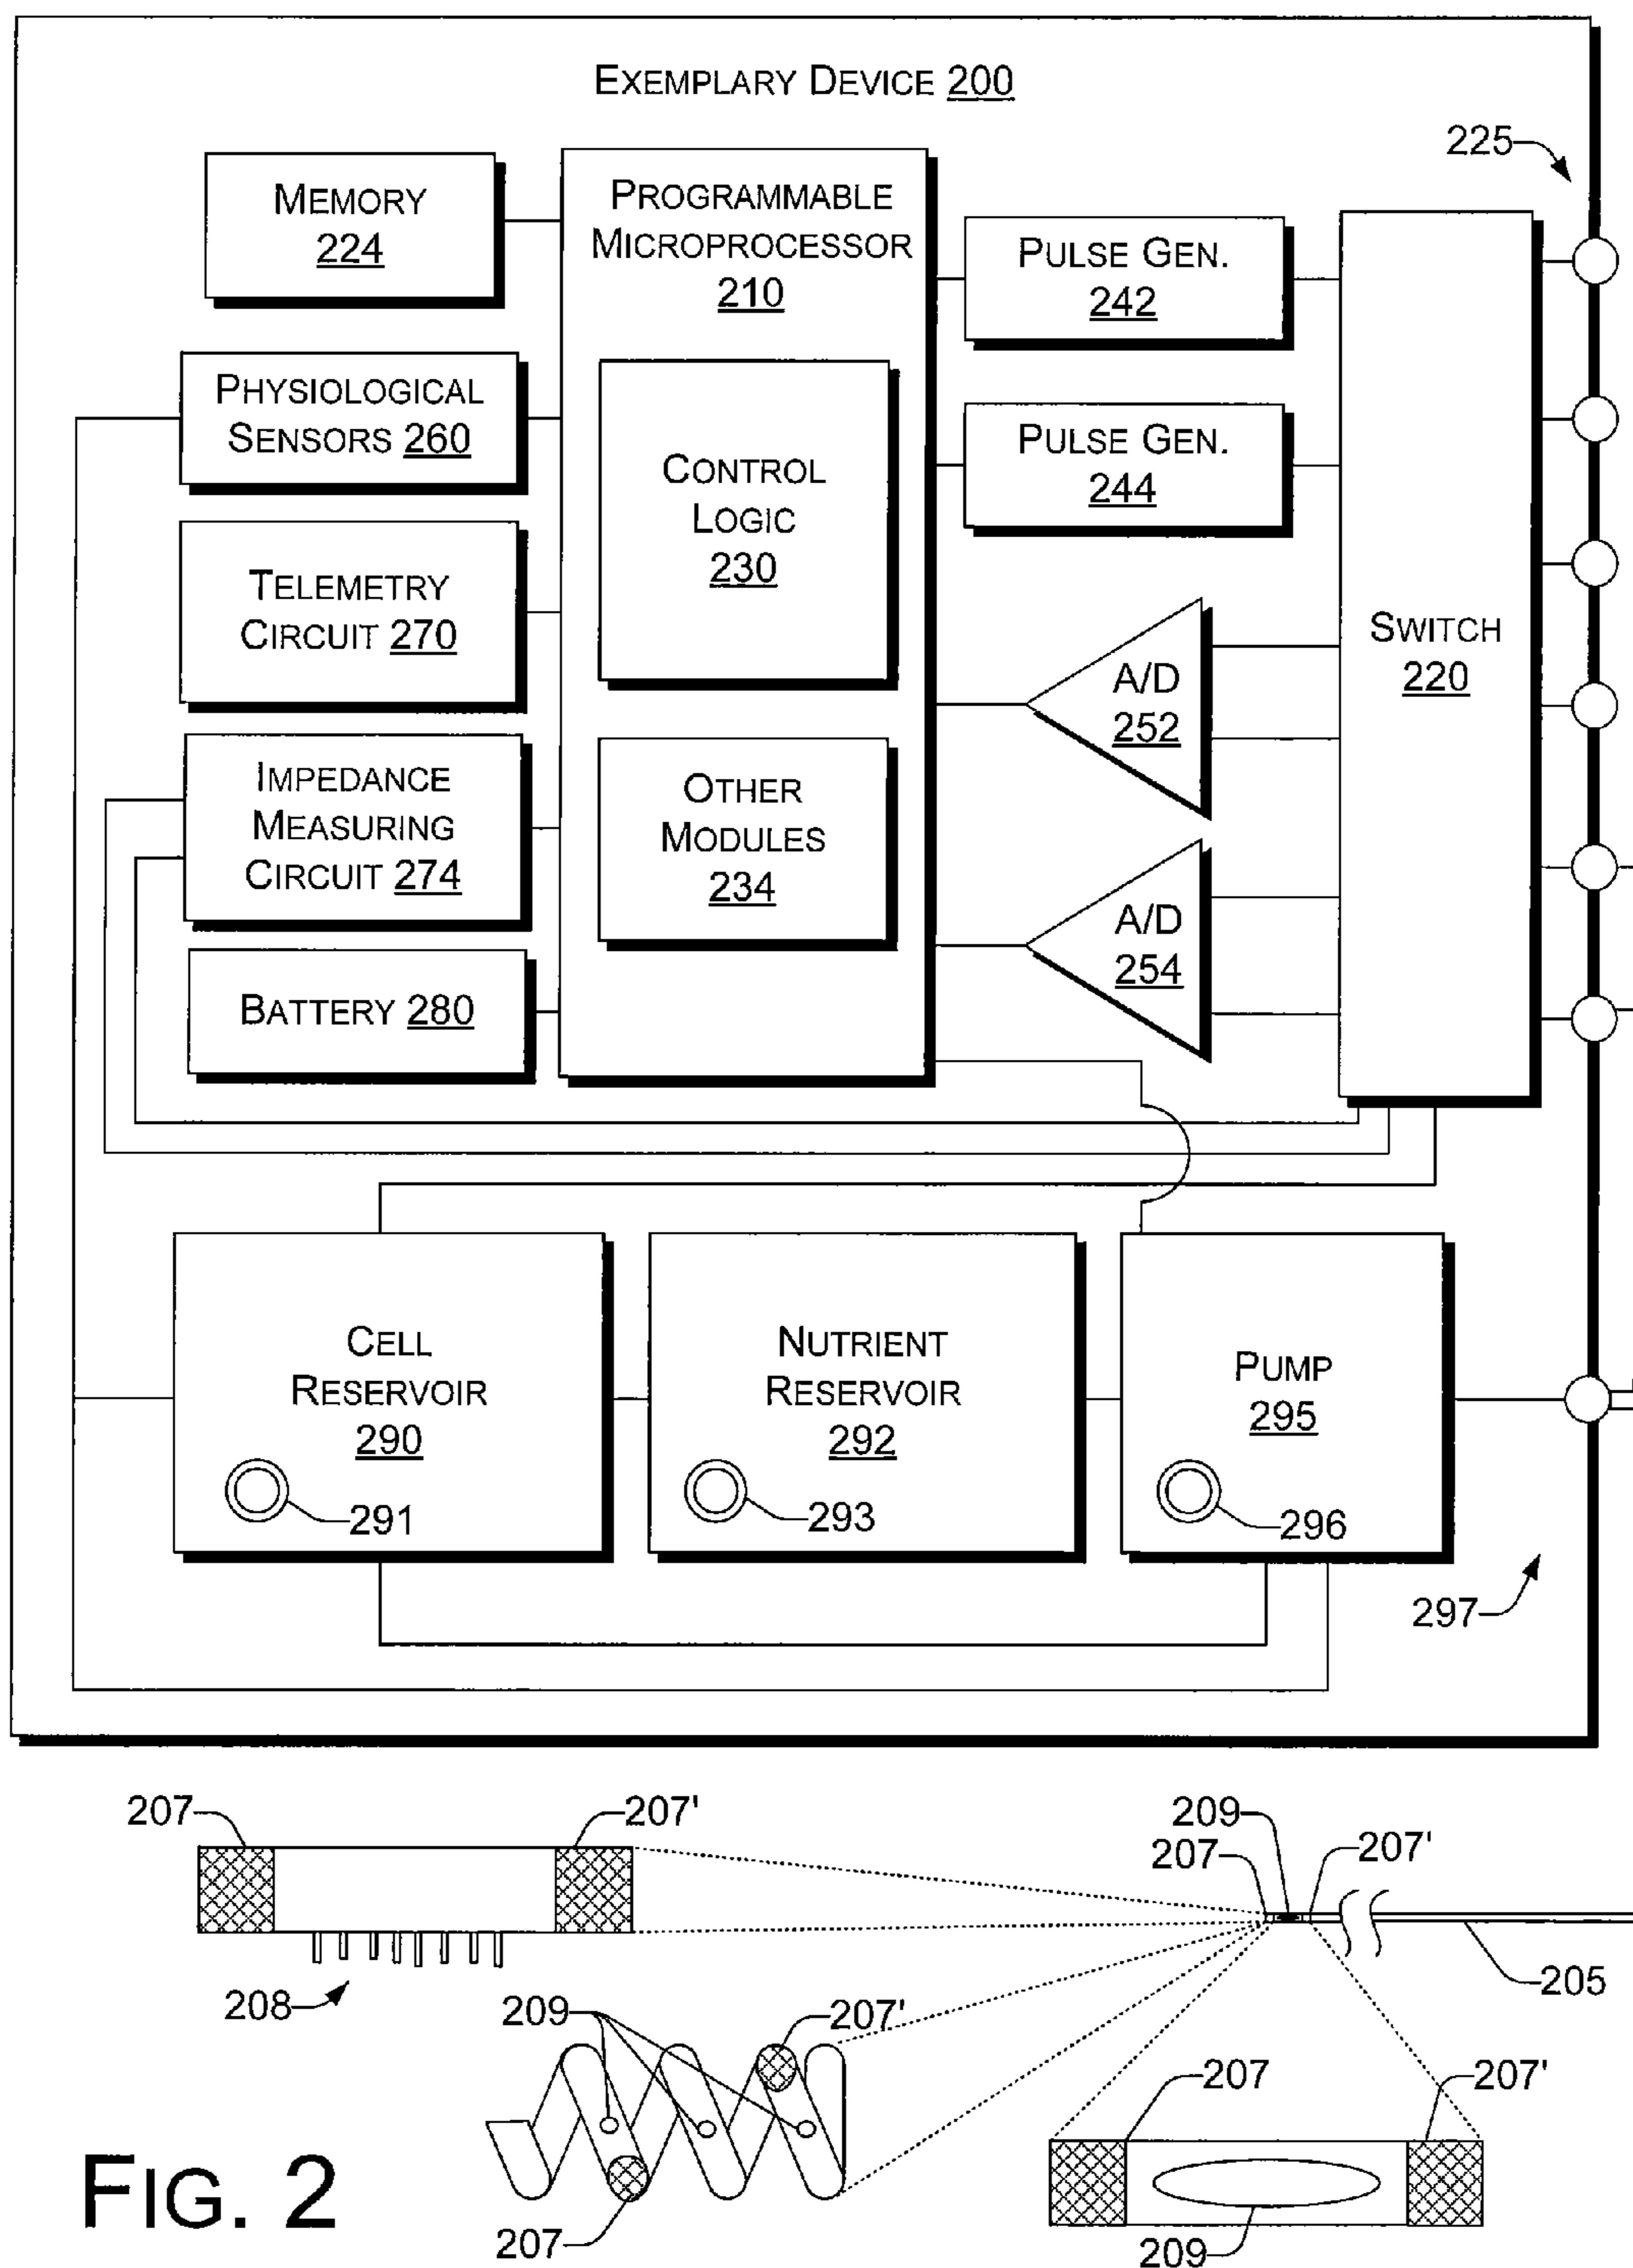 EXEMPLARY DEVICE 200
225
MEMORY
224
PROGRAMMABLE
MICROPROCESSOR
210
PULSE GEN.
242
PHYSIOLOGICAL
SENSORS 260
CONTROL
LOGIC
230
PULSE GEN.
244
TELEMETRY
CIRCUIT 270
SWITCH
220
A/D
252
IMPEDANCE
MEASURING
CIRCUIT 274
OTHER
MODULES
234
A/D
254
BATTERY 280
CELL
RESERVOIR
290
291
NUTRIENT
RESERVOIR
292
293
PUMP
295
296
297
207
207'
209
207
207'
208
205
209
207'
207
207
207'
209
FIG. 2